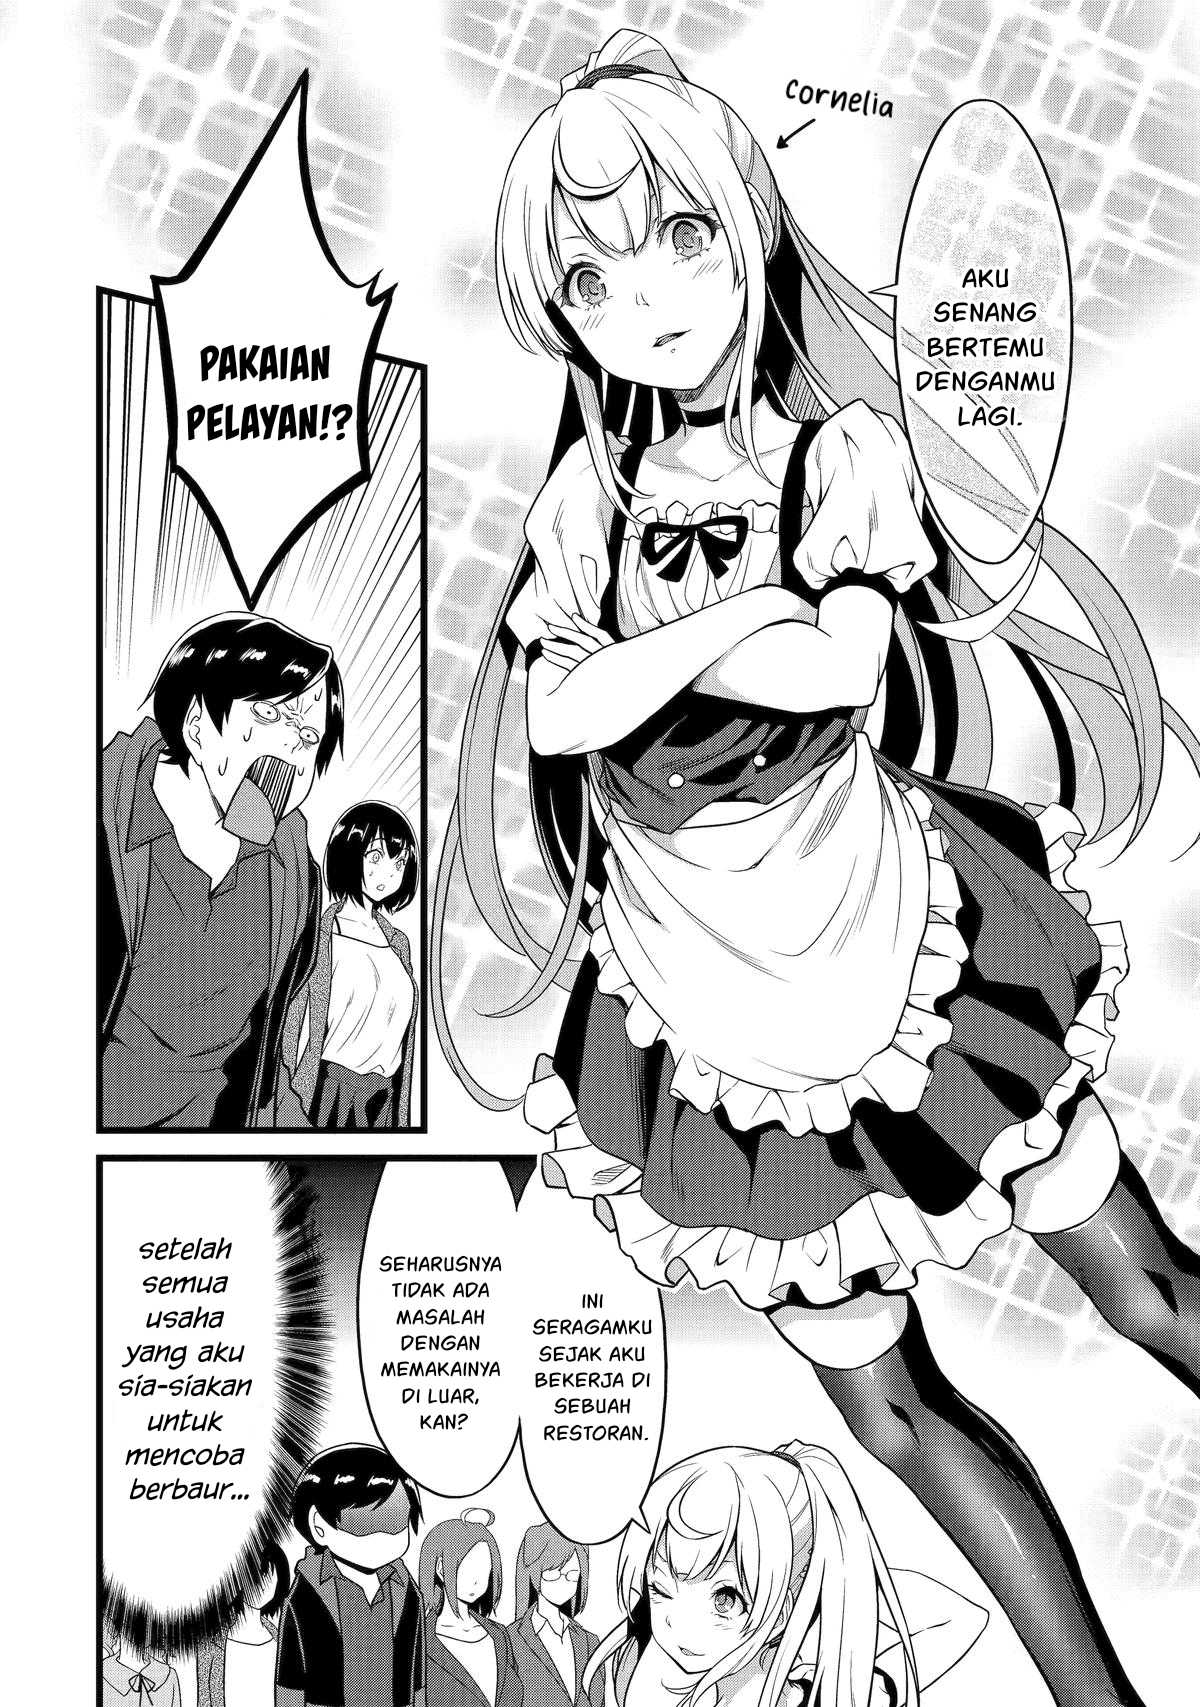 cornelia
AKU
SENANG
BERTEMU
DENGANMU
LAGI.
PAKAIAN
PELAYAN!?
INI
SERAGAMKU
SEJAK AKU
BEKERJA DI
SEBUAH
RESTORAN.
SEHARUSNYA
TIDAK ADA
MASALAH
DENGAN
MEMAKAINYA
DI LUAR,
KAN?
setelah
semua
usaha
yang aku
sia-siakan
untuk
mencoba
berbaur...